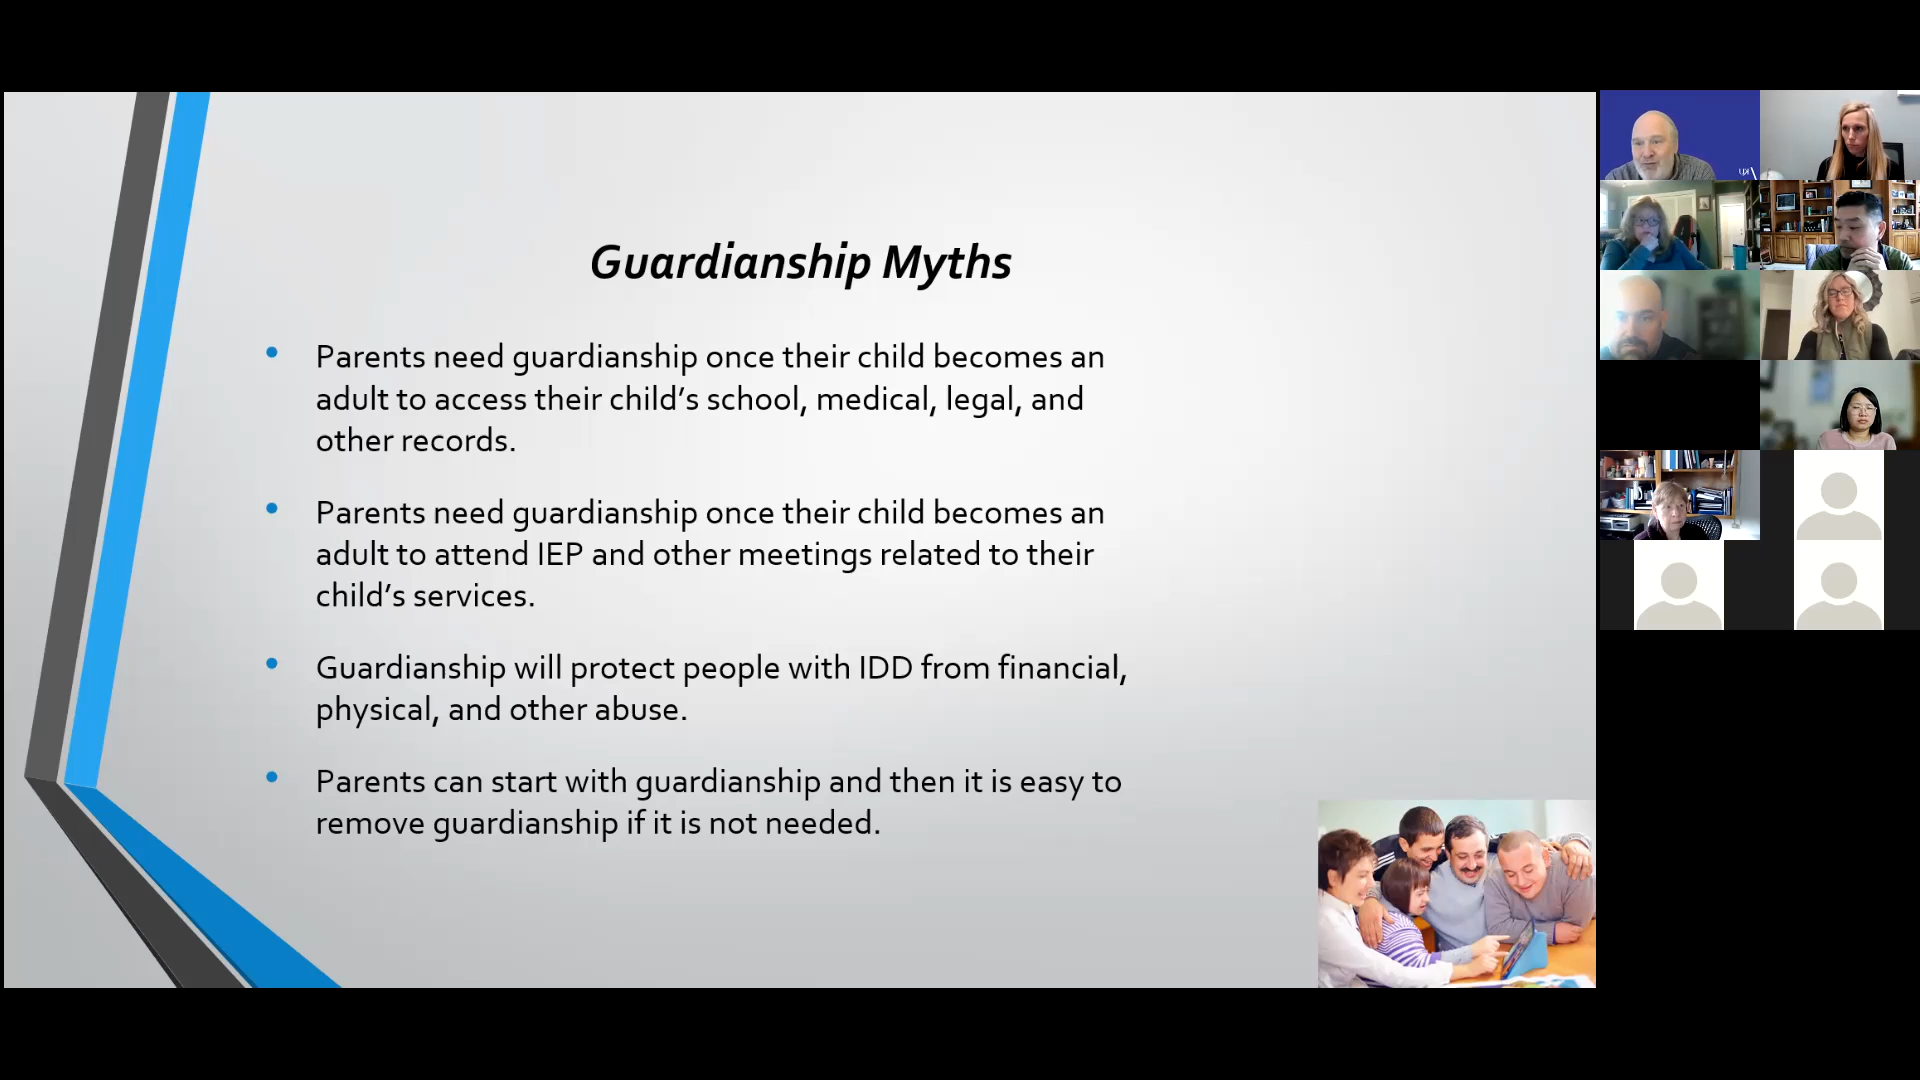 Guardianship Myths
• Parents need guardianship once their child becomes an
adult to access their child’s school, medical, legal, and
other records.
• Parents need guardianship once their child becomes an
adult to attend IEP and other meetings related to their
child’s services.
• Guardianship will protect people with IDD from financial,
physical, and other abuse.
• Parents can start with guardianship and then it is easy to
remove guardianship if it is not needed.